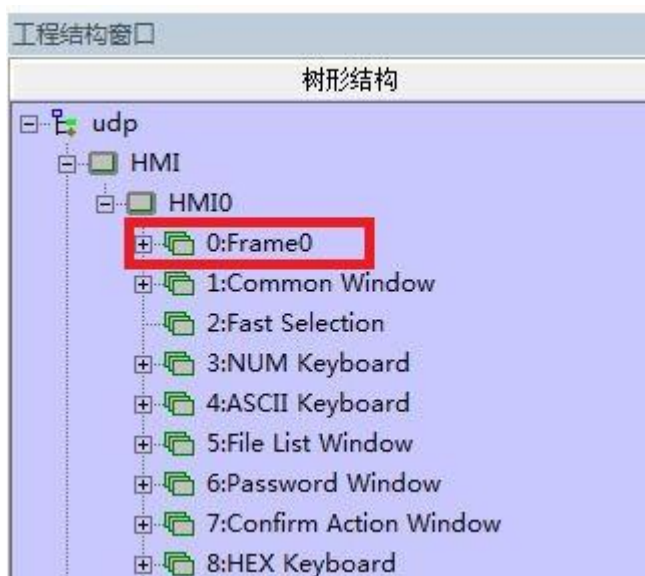 工程结构窗口
树形结构
udp
HMI
HMI0
0:Frame0
1:Common Window
2:Fast Selection
3:NUM Keyboard
4:ASCII Keyboard
5:File List Window
6:Password Window
7:Confirm Action Window
8:HEX Keyboard